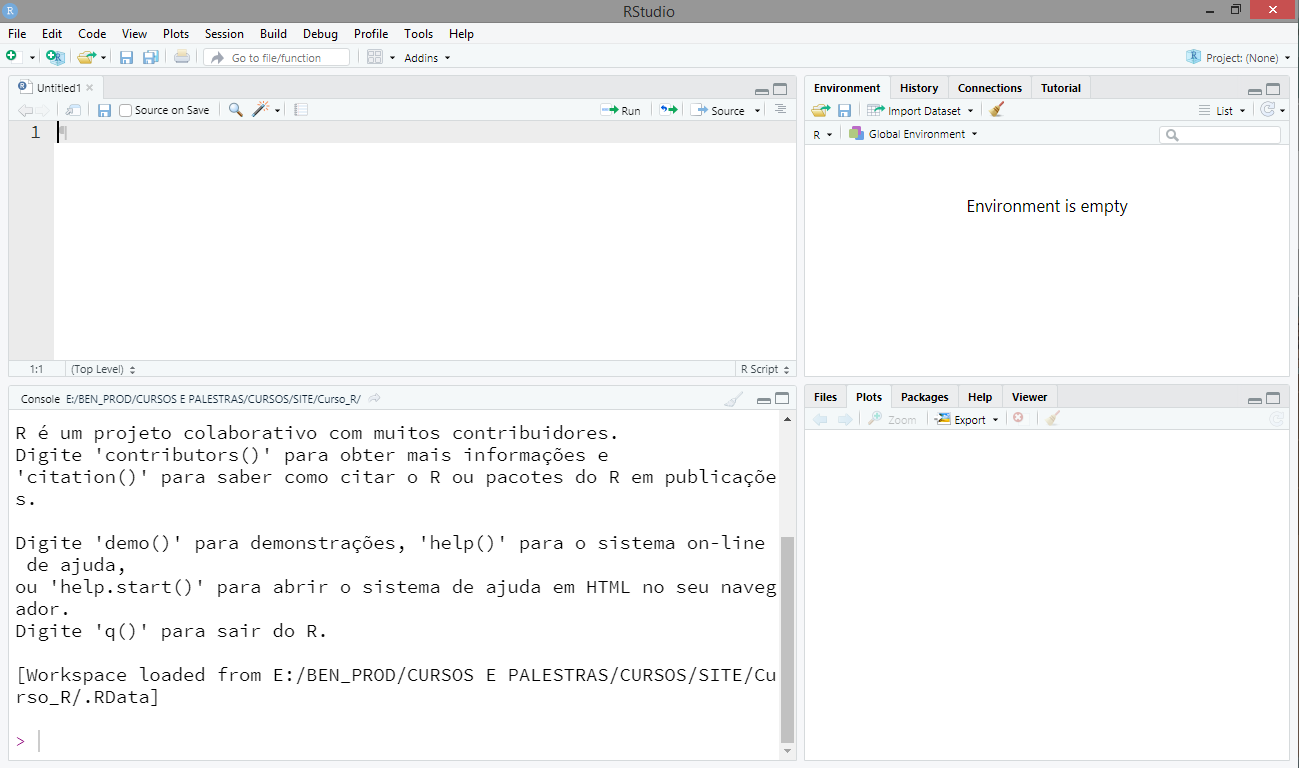 R
RStudio
File Edit Code View Plots Session Build Debug Profile Tools Help
Go to file/function Addins Project: (None)
Untitled1
Source on Save Run Source
1
¶
1:1 (Top Level) R Script
Environment History Connections Tutorial
Import Dataset List
R Global Environment
Environment is empty
Console E:/BEN_PROD/CURSOS E PALESTRAS/CURSOS/SITE/Curso_R/
R é um projeto colaborativo com muitos contribuidores.
Digite 'contributors()' para obter mais informações e
'citation()' para saber como citar o R ou pacotes do R em publicaçõe
s.
Digite 'demo()' para demonstrações, 'help()' para o sistema on-line
de ajuda,
ou 'help.start()' para abrir o sistema de ajuda em HTML no seu naveg
ador.
Digite 'q()' para sair do R.
[Workspace loaded from E:/BEN_PROD/CURSOS E PALESTRAS/CURSOS/SITE/Cu
rso_R/.RData]
>
Files Plots Packages Help Viewer
Zoom Export